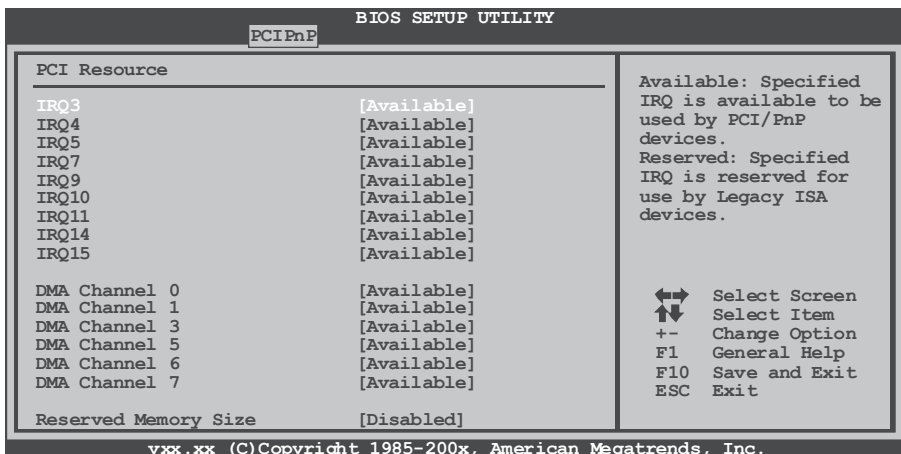 BIOS SETUP UTILITY
PCIPnP
PCI Resource
IRQ3 [Available]
IRQ4 [Available]
IRQ5 [Available]
IRQ7 [Available]
IRQ9 [Available]
IRQ10 [Available]
IRQ11 [Available]
IRQ14 [Available]
IRQ15 [Available]
DMA Channel 0 [Available]
DMA Channel 1 [Available]
DMA Channel 3 [Available]
DMA Channel 5 [Available]
DMA Channel 6 [Available]
DMA Channel 7 [Available]
Reserved Memory Size [Disabled]
Available: Specified
IRQ is available to be
used by PCI/PnP
devices.
Reserved: Specified
IRQ is reserved for
use by Legacy ISA
devices.
Select Screen
Select Item
+- Change Option
F1 General Help
F10 Save and Exit
ESC Exit
vxx.xx (C)Copyright 1985-200x, American Megatrends, Inc.